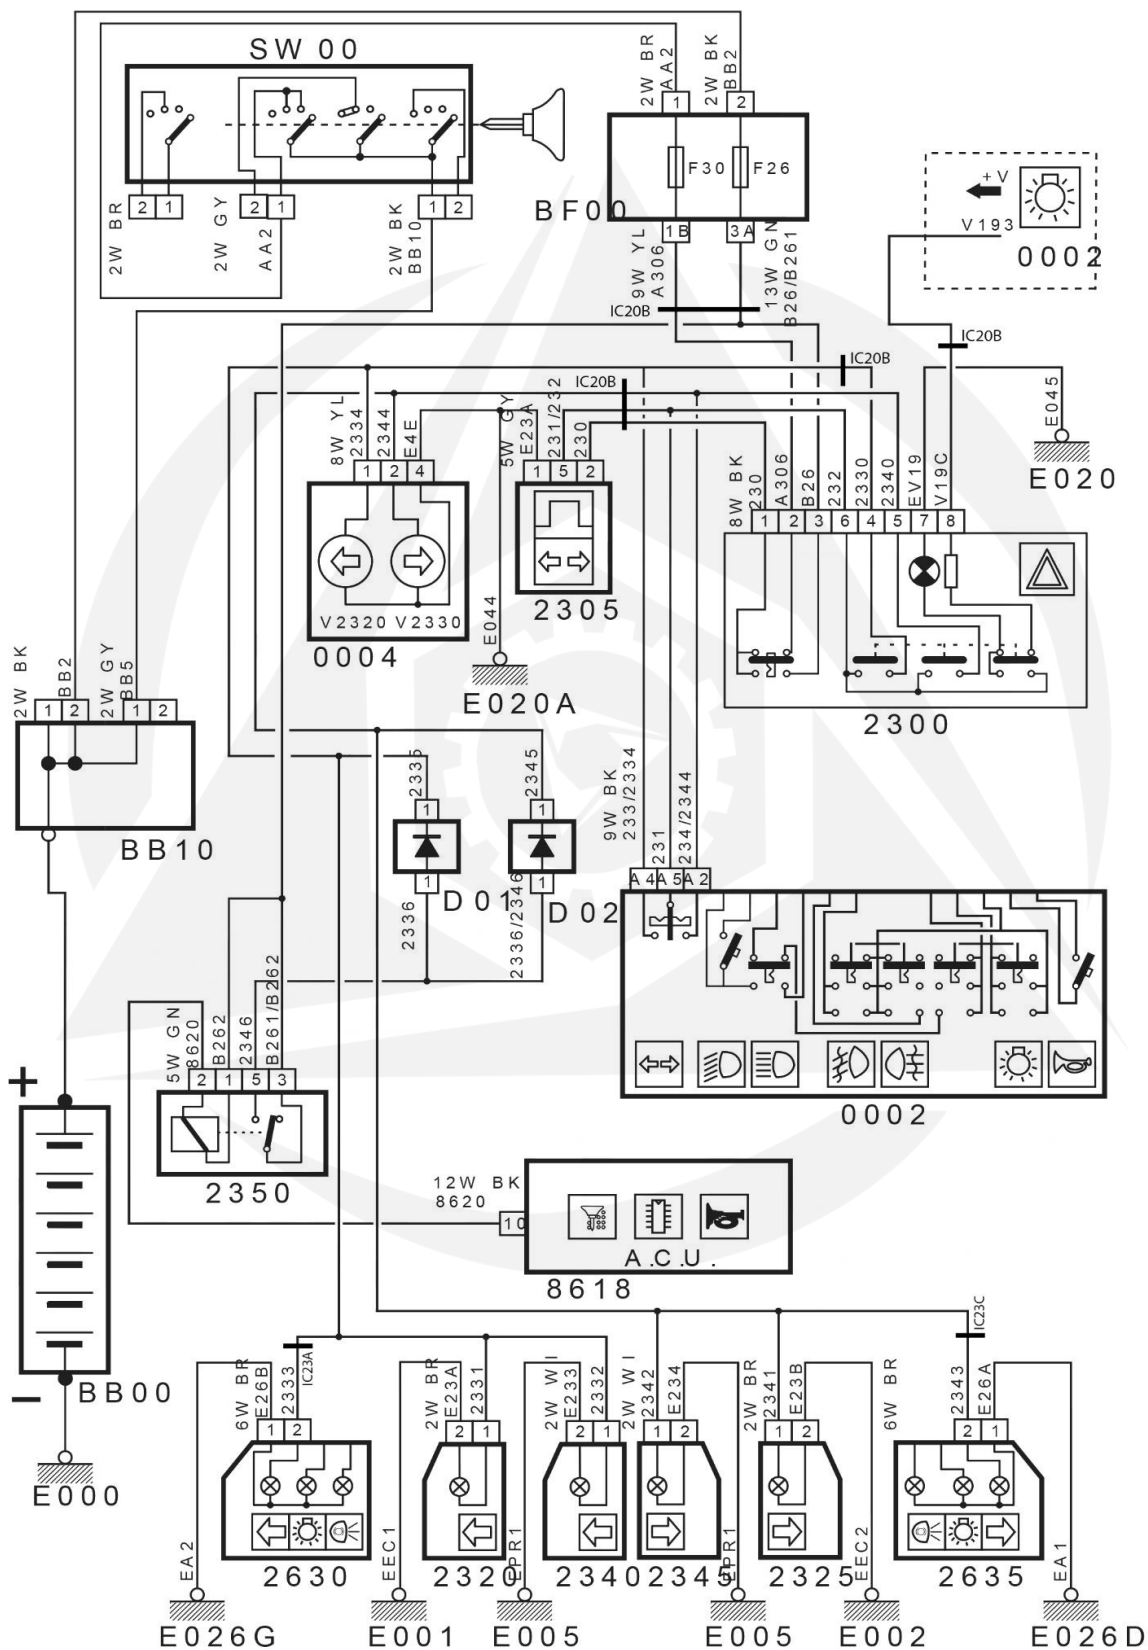 SW 00
2W BR
AA2
2W BK
BB2
1
2
F30
F26
BF00
1B
3A
+V
V193
0002
2
1
2
1
1
2
2W BR
2W GY
AA2
2W BK
BB10
9W YL
A306
13W GN
B26/B261
IC20B
IC20B
IC20B
IC20B
E045
E020
8W YL
2334
2344
E4E
5W GY
E23A
231/232
230
1
2
4
1
5
2
V2320
V2330
0004
2305
E044
E020A
8W BK
230
A306
B26
232
2330
2340
EV19
V19C
1
2
3
6
4
5
7
8
2300
2W BK
BB2
2W GY
BB5
1
2
1
2
BB10
2335
2345
1
1
1
1
D01
D02
2336
2336/2346
9W BK
233/2334
231
234/2344
A4
A5
A2
0002
5W GN
8620
B262
2346
B261/B262
2
1
5
3
2350
12W BK
8620
10
A.C.U.
8618
+
−
BB00
E000
IC23A
IC23C
6W BR
E26B
2333
2W BR
E23A
2331
2W WI
E233
2332
2W WI
2342
E234
2W BR
2341
E23B
6W BR
2343
E26A
1
2
2
1
2
1
1
2
1
2
2
1
2630
2320
2340
2345
2325
2635
EA2
EEC1
EPR1
EPR1
EEC2
EA1
E026G
E001
E005
E005
E002
E026D